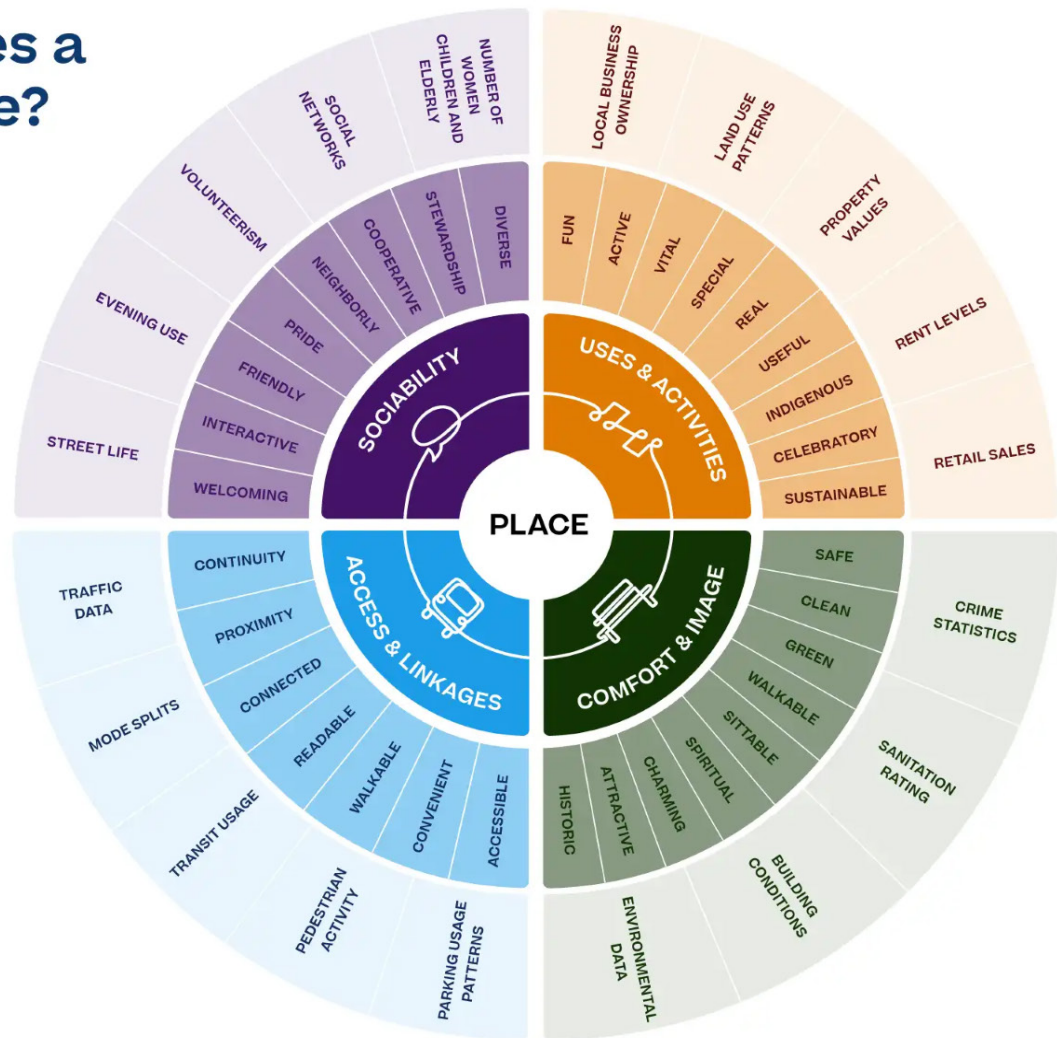 es a
e?
NUMBER OF
WOMEN
CHILDREN AND
ELDERLY
SOCIAL
NETWORKS
VOLUNTEERISM
EVENING USE
STREET LIFE
DIVERSE
STEWARDSHIP
COOPERATIVE
NEIGHBORLY
PRIDE
FRIENDLY
INTERACTIVE
WELCOMING
SOCIABILITY
LOCAL BUSINESS
OWNERSHIP
LAND USE
PATTERNS
PROPERTY
VALUES
RENT LEVELS
RETAIL SALES
FUN
ACTIVE
VITAL
SPECIAL
REAL
USEFUL
INDIGENOUS
CELEBRATORY
SUSTAINABLE
USES & ACTIVITIES
PLACE
ACCESS & LINKAGES
CONTINUITY
PROXIMITY
CONNECTED
READABLE
WALKABLE
CONVENIENT
ACCESSIBLE
TRAFFIC
DATA
MODE SPLITS
TRANSIT USAGE
PEDESTRIAN
ACTIVITY
PARKING USAGE
PATTERNS
COMFORT & IMAGE
SAFE
CLEAN
GREEN
WALKABLE
SITTABLE
SPIRITUAL
CHARMING
ATTRACTIVE
HISTORIC
CRIME
STATISTICS
SANITATION
RATING
BUILDING
CONDITIONS
ENVIRONMENTAL
DATA